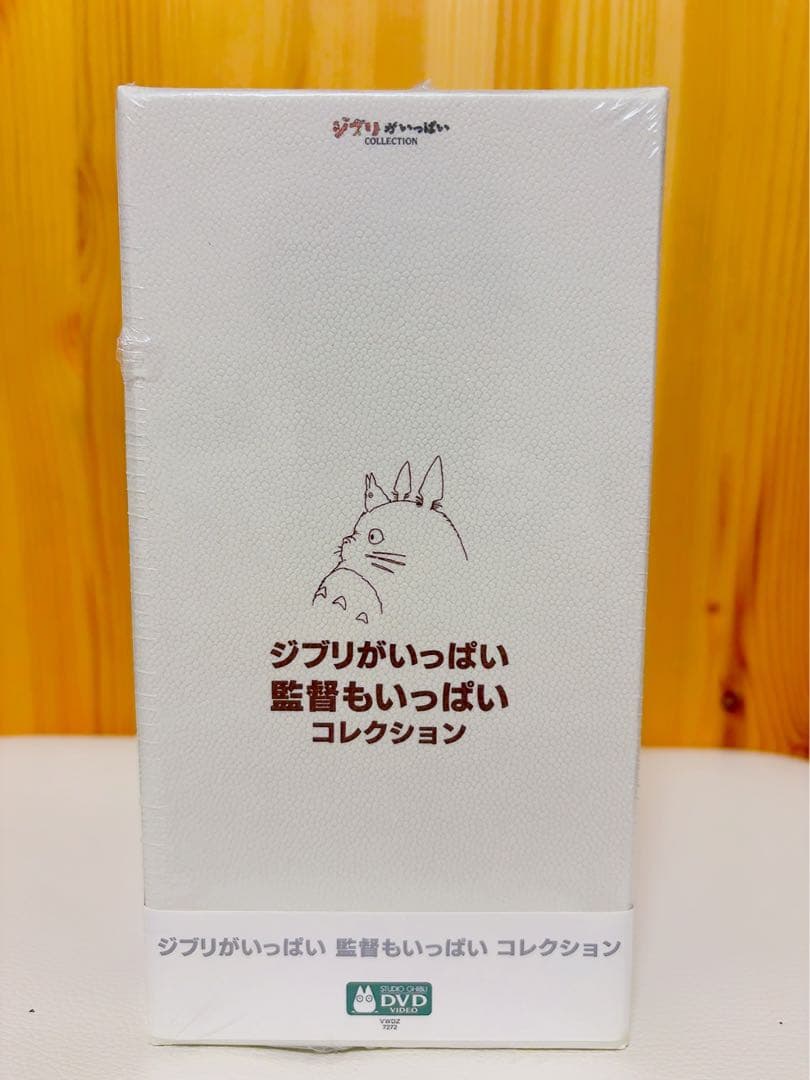 ジブリがいっぱい
COLLECTION
ジブリがいっぱい
監督もいっぱい
コレクション
ジブリがいっぱい 監督もいっぱい コレクション
STUDIO GHIBLI
DVD
VIDEO
VWDZ
7272